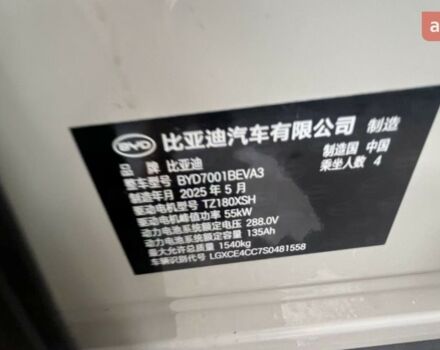 a
BYD 比亚迪汽车有限公司 制造
品 牌 比亚迪 制造国 中国
整车型号 BYD7001BEVA3 乘坐人数 4
制造年月 2025 年 5 月
驱动电机型号 TZ180XSH
驱动电机峰值功率 55kW
动力电池系统额定电压 288.0V
动力电池系统额定容量 135Ah
最大允许总质量 1540kg
车辆识别代号 LGXCE4CC7S0481558